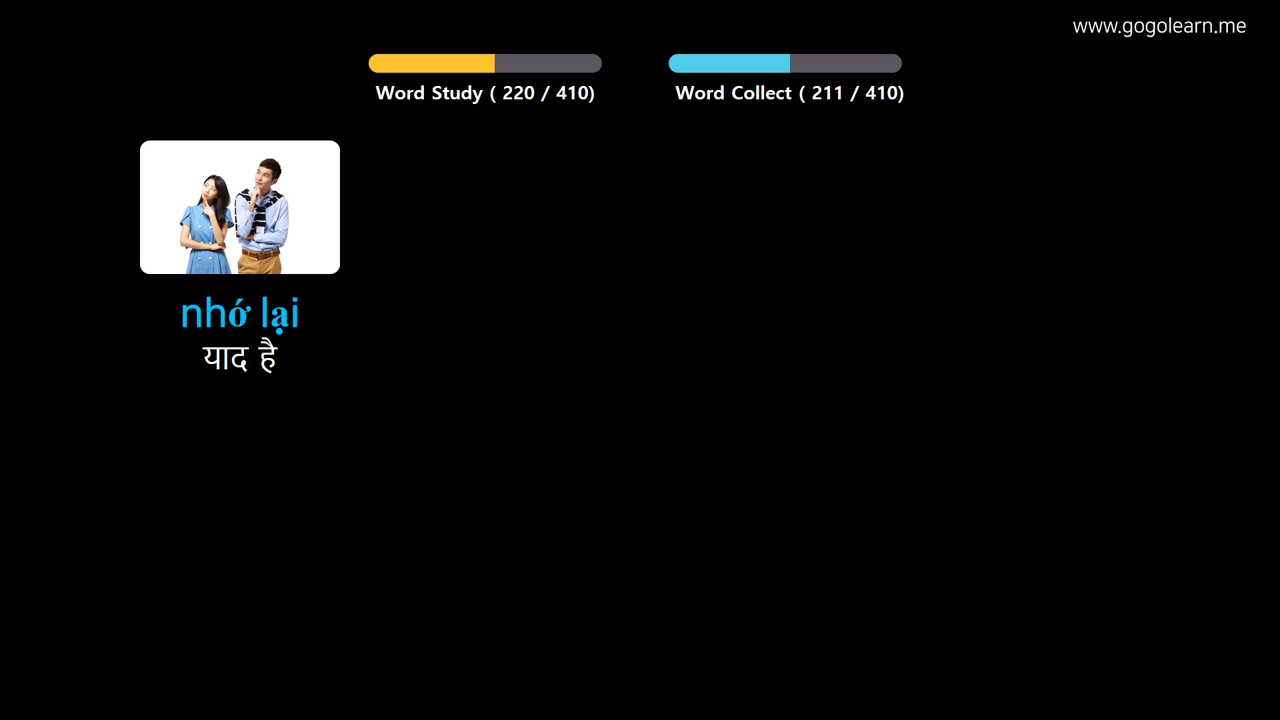 www.gogolearn.me
Word Study ( 220 / 410)
Word Collect ( 211 / 410)
nhớ lại
याद है